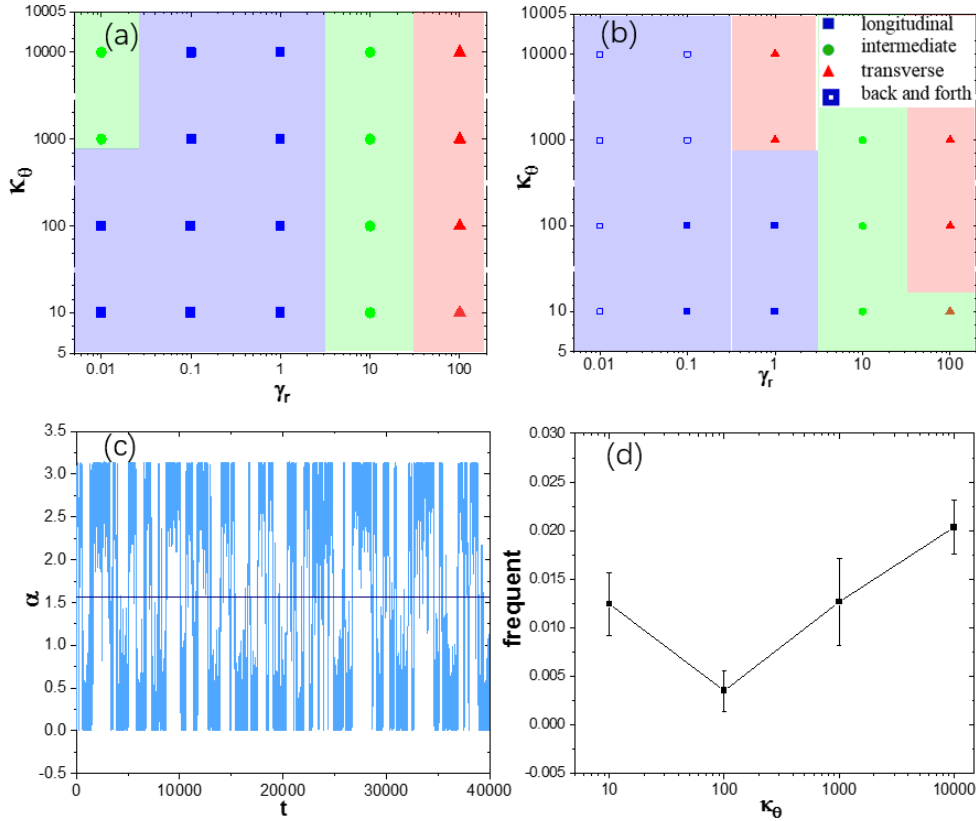 (a)
10005
10000
1000
100
10
5
κθ
0.01 0.1 1 10 100
γr
(b)
longitudinal
intermediate
transverse
back and forth
10000
1000
100
10
5
κθ
0.01 0.1 1 10 100
γr
(c)
3.5
3.0
2.5
2.0
1.5
1.0
0.5
0.0
-0.5
α
0 10000 20000 30000 40000
t
(d)
0.030
0.025
0.020
0.015
0.010
0.005
0.000
-0.005
frequent
10 100 1000 10000
κθ